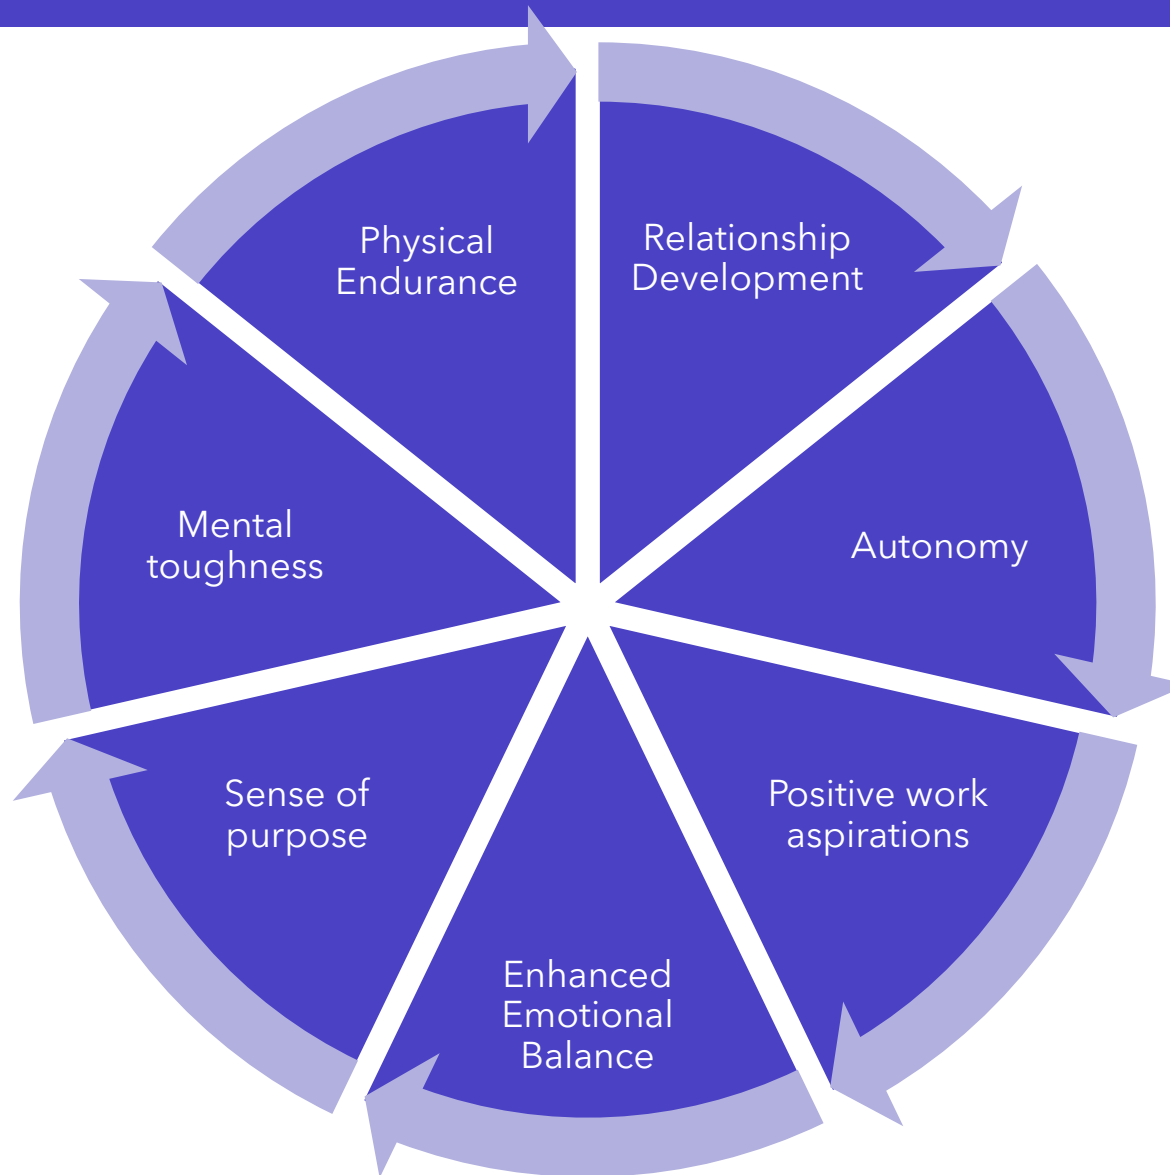 Relationship
Development
Autonomy
Positive work
aspirations
Enhanced
Emotional
Balance
Sense of
purpose
Mental
toughness
Physical
Endurance